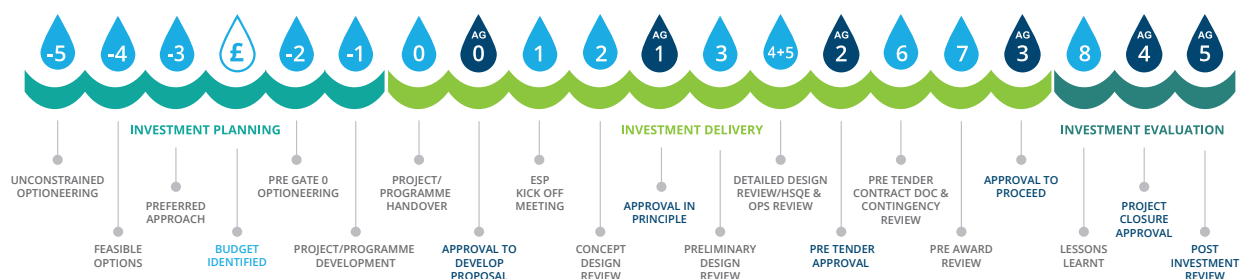 -5
-4
-3
£
-2
-1
0
AG
0
1
2
AG
1
3
4+5
AG
2
6
7
AG
3
8
AG
4
AG
5
INVESTMENT PLANNING
INVESTMENT DELIVERY
INVESTMENT EVALUATION
UNCONSTRAINED
OPTIONEERING
FEASIBLE
OPTIONS
PREFERRED
APPROACH
BUDGET
IDENTIFIED
PRE GATE 0
OPTIONEERING
PROJECT/PROGRAMME
DEVELOPMENT
PROJECT/
PROGRAMME
HANDOVER
APPROVAL TO
DEVELOP
PROPOSAL
ESP
KICK OFF
MEETING
CONCEPT
DESIGN
REVIEW
APPROVAL IN
PRINCIPLE
PRELIMINARY
DESIGN
REVIEW
DETAILED DESIGN
REVIEW/HSQE &
OPS REVIEW
PRE TENDER
APPROVAL
PRE TENDER
CONTRACT DOC &
CONTINGENCY
REVIEW
PRE AWARD
REVIEW
APPROVAL TO
PROCEED
LESSONS
LEARNT
PROJECT
CLOSURE
APPROVAL
POST
INVESTMENT
REVIEW